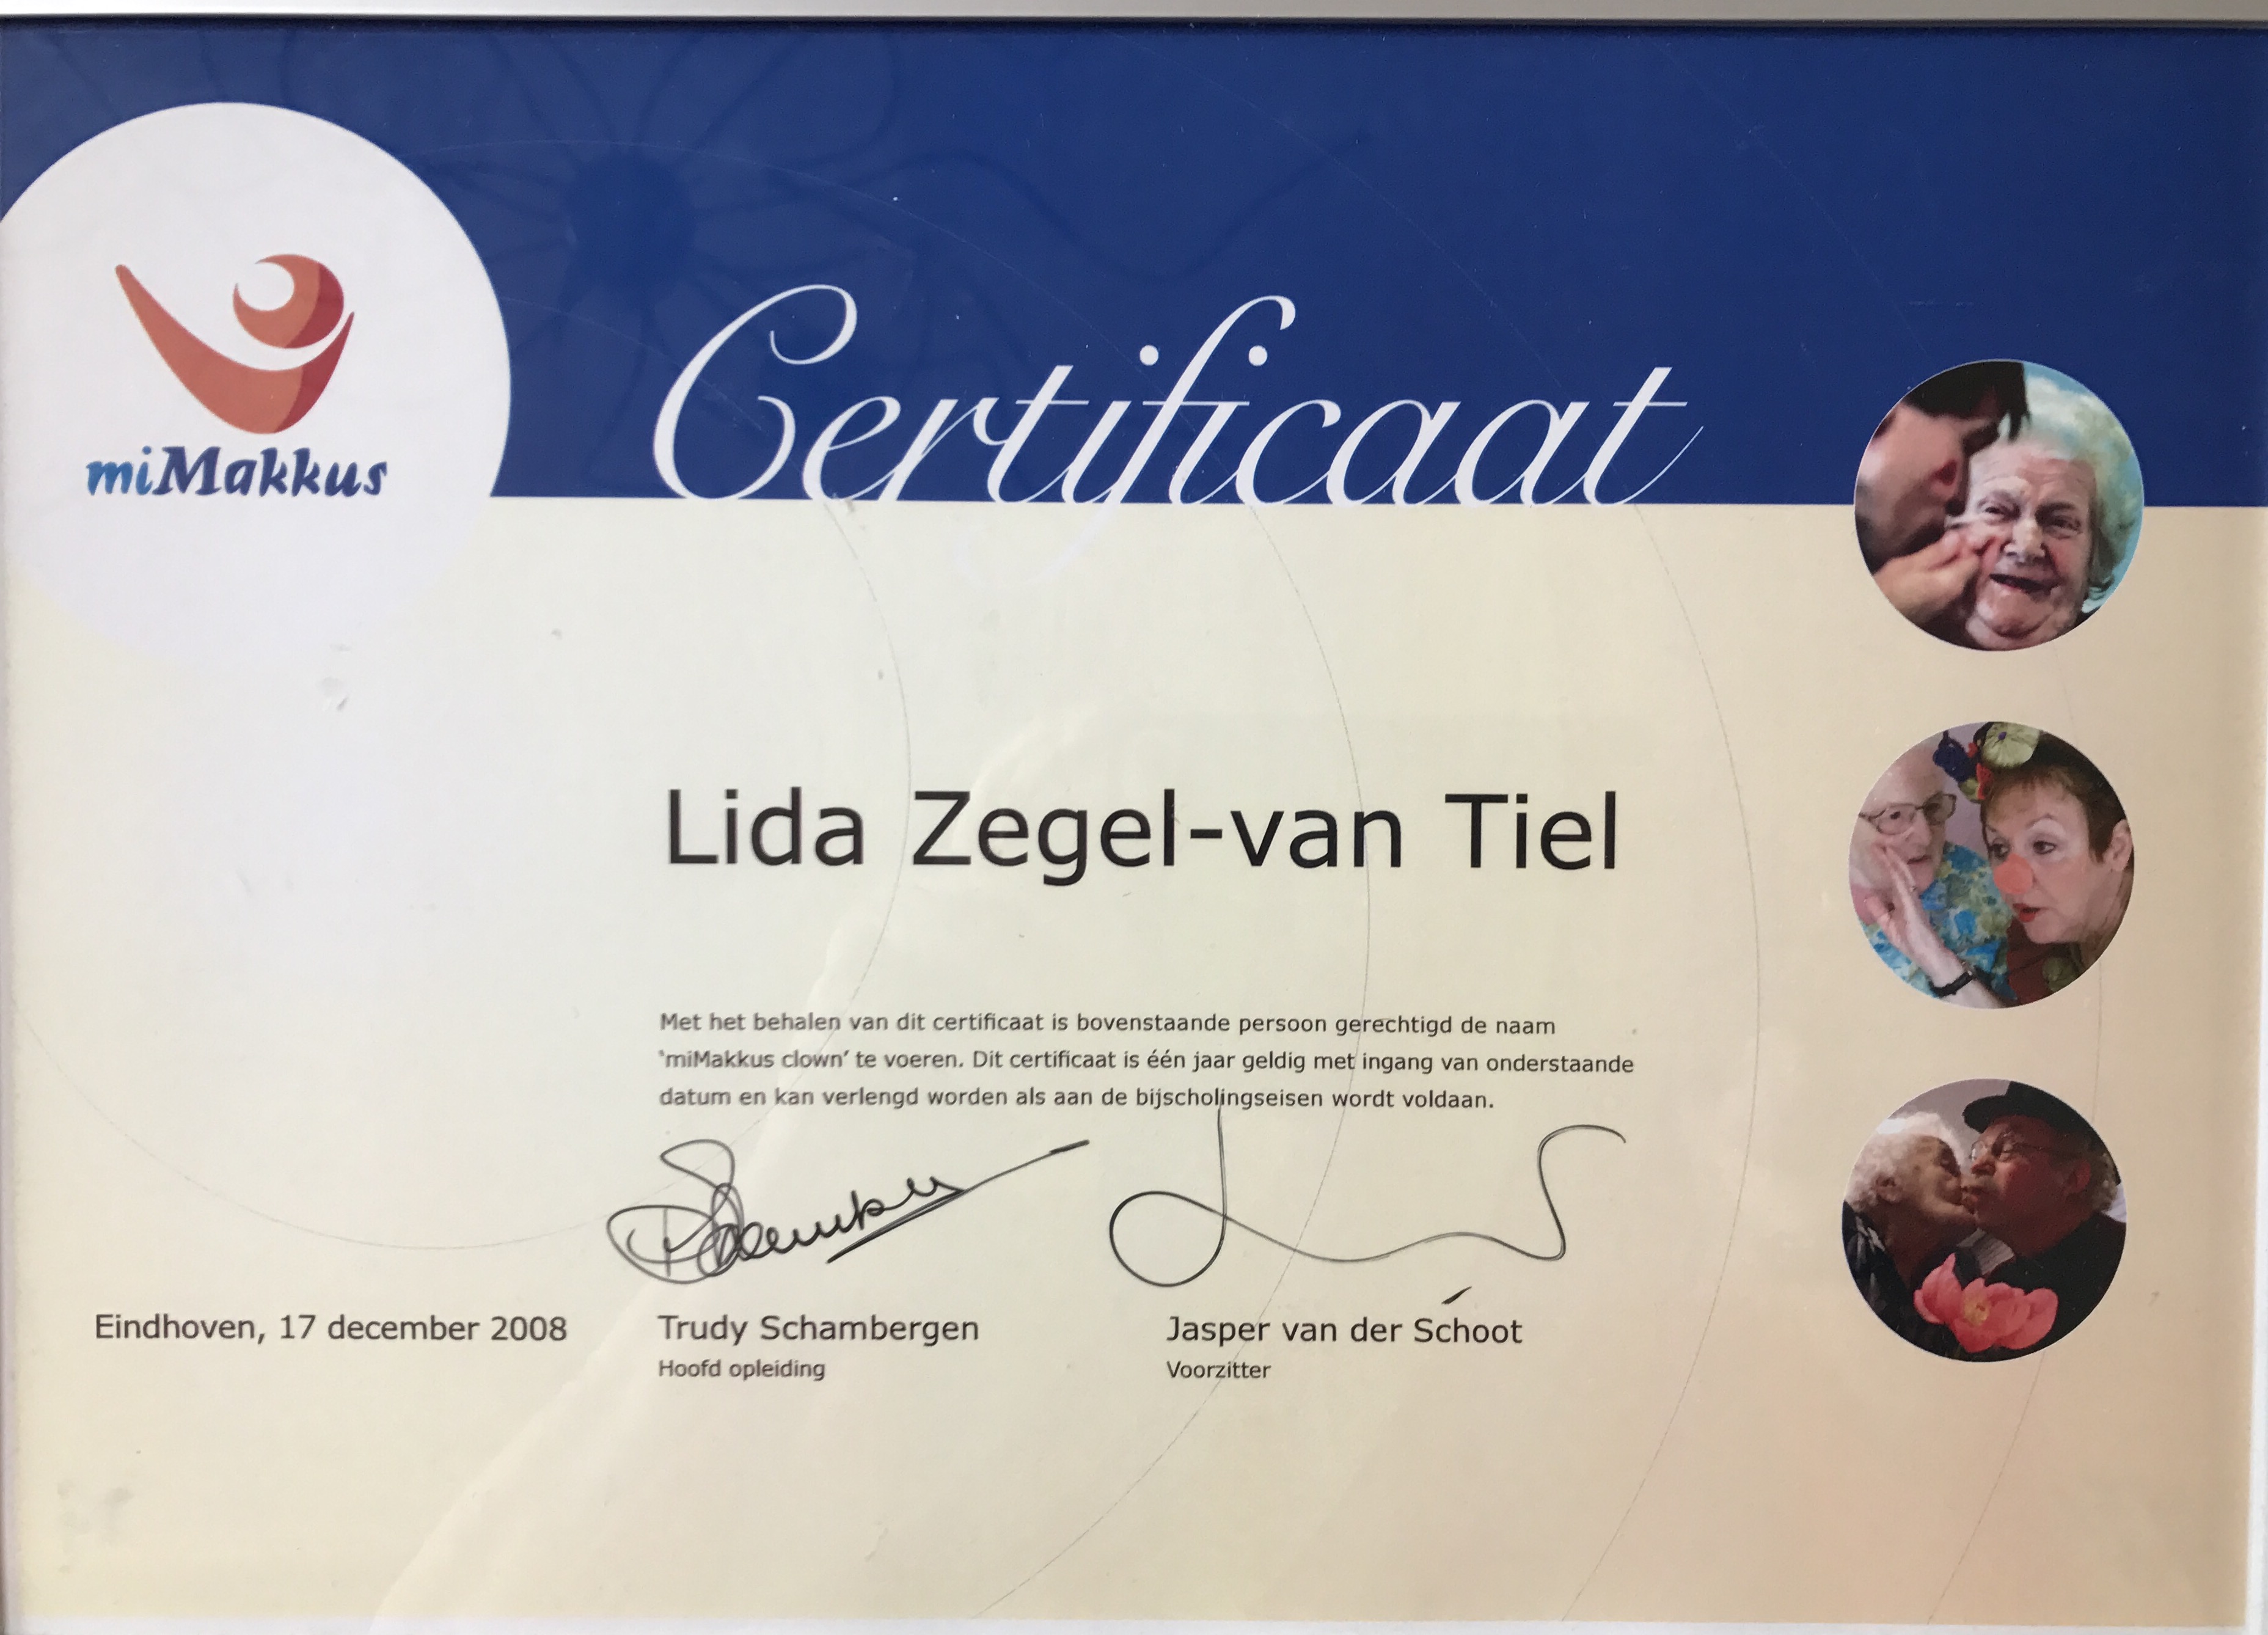 miMakkus
Certificaat
Lida Zegel-van Tiel
Met het behalen van dit certificaat is bovenstaande persoon gerechtigd de naam
‘miMakkus clown’ te voeren. Dit certificaat is één jaar geldig met ingang van onderstaande
datum en kan verlengd worden als aan de bijscholingseisen wordt voldaan.
Eindhoven, 17 december 2008
Trudy Schambergen
Hoofd opleiding
Jasper van der Schoot
Voorzitter